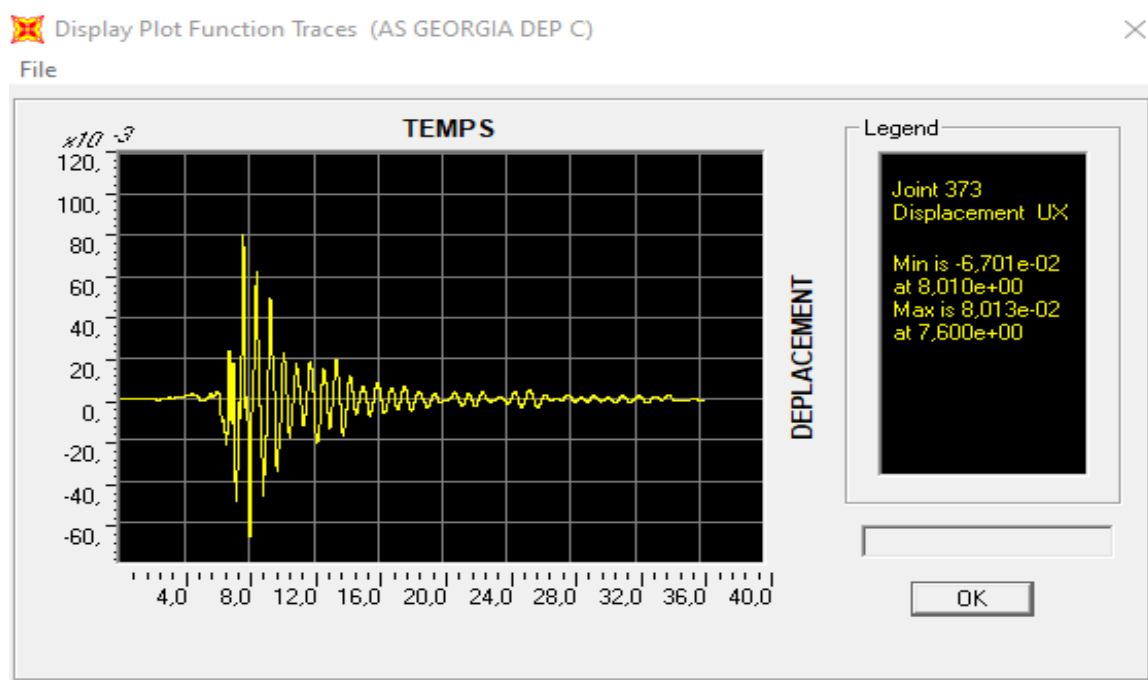 Display Plot Function Traces (AS GEORGIA DEP C)
File
TEMPS
x10 -3
120,
100,
80,
60,
40,
20,
0,
-20,
-40,
-60,
4,0 8,0 12,0 16,0 20,0 24,0 28,0 32,0 36,0 40,0
DEPLACEMENT
Legend
Joint 373
Displacement UX
Min is -6,701e-02
at 8,010e+00
Max is 8,013e-02
at 7,600e+00
OK